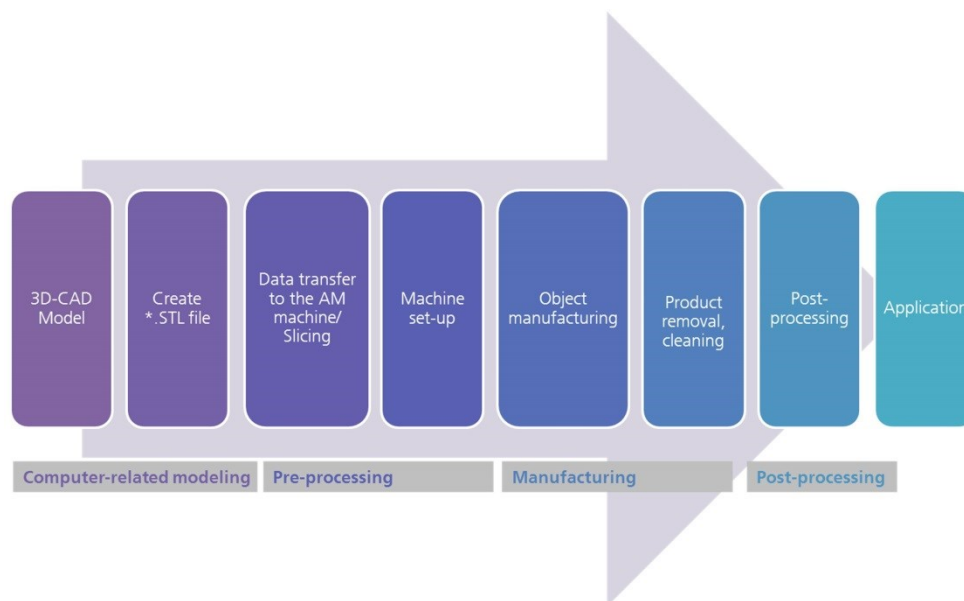 3D-CAD
Model
Create
*.STL file
Data transfer
to the AM
machine/
Slicing
Machine
set-up
Object
manufacturing
Product
removal,
cleaning
Post-
processing
Application
Computer-related modeling
Pre-processing
Manufacturing
Post-processing